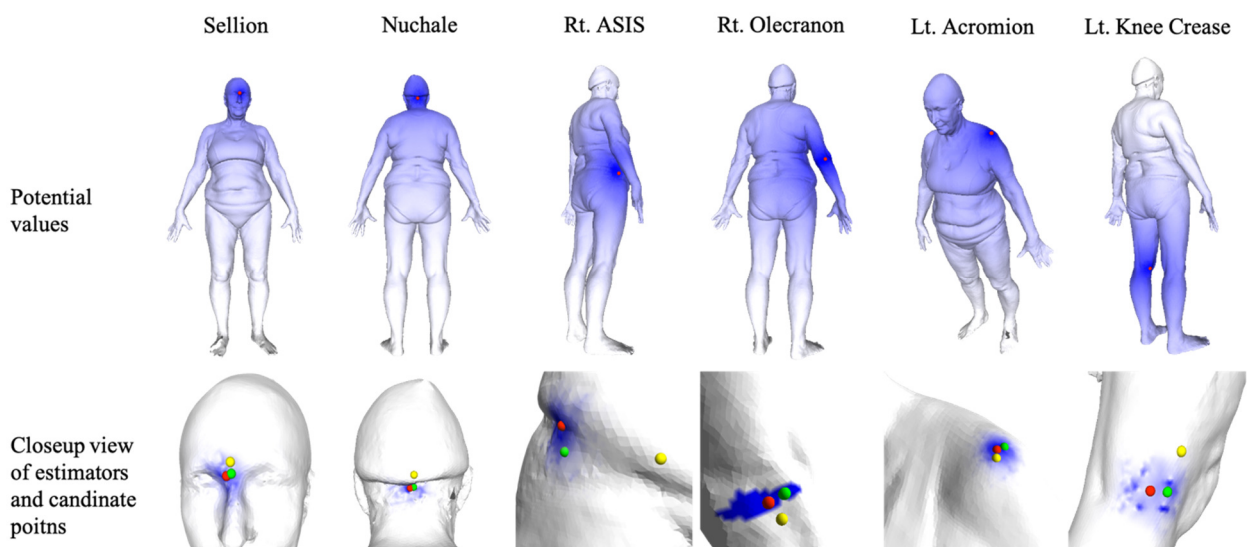 Sellion Nuchale Rt. ASIS Rt. Olecranon Lt. Acromion Lt. Knee Crease
Potential
values
Closeup view
of estimators
and candinate
poitns